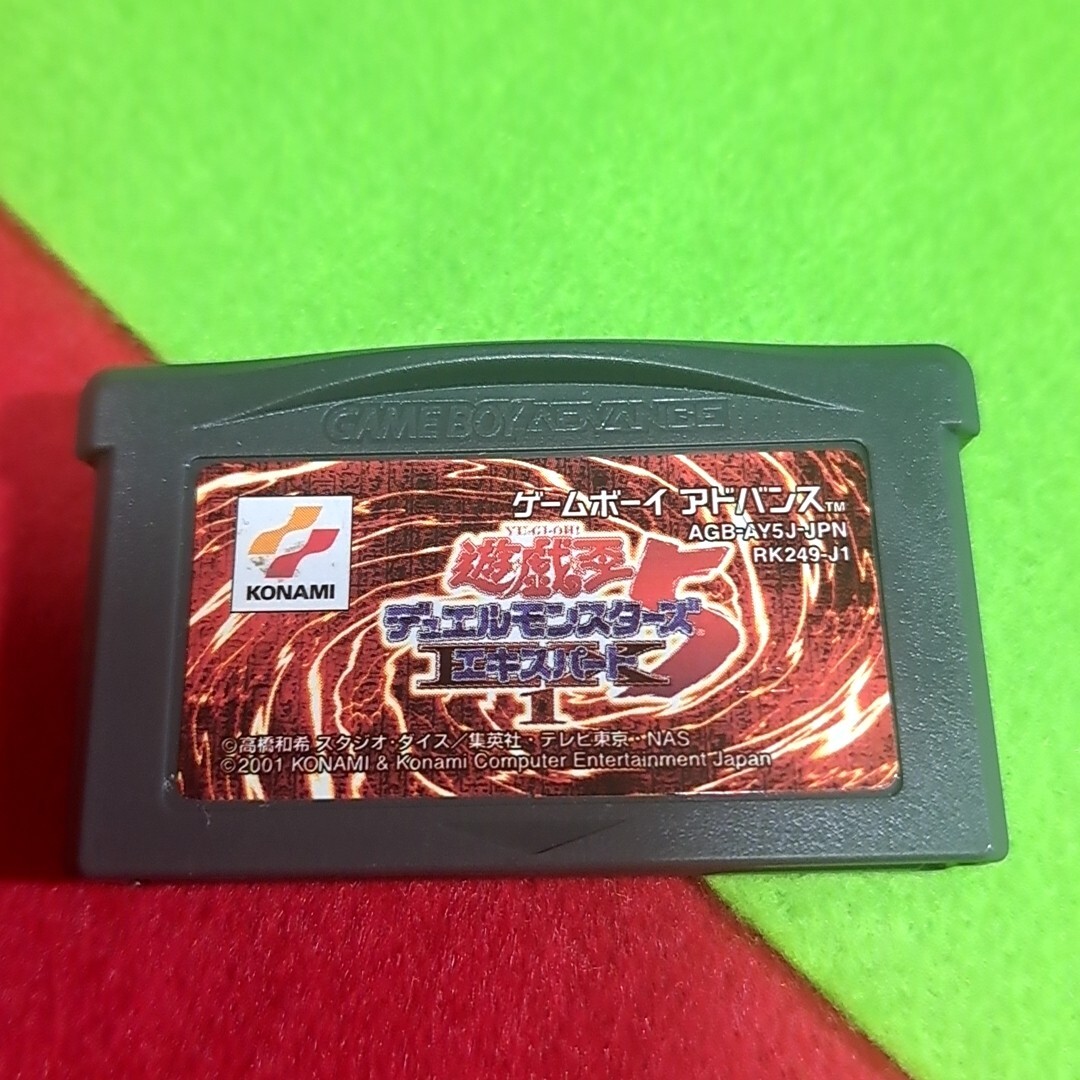 GAME BOY ADVANCE
ゲームボーイ アドバンス™
AGB-AY5J-JPN
RK249-J1
KONAMI
YU-GI-OH!
遊戯王5
デュエルモンスターズ
エキスパート
1
©高橋和希 スタジオ・ダイス／集英社・テレビ東京・NAS
©2001 KONAMI & Konami Computer Entertainment Japan